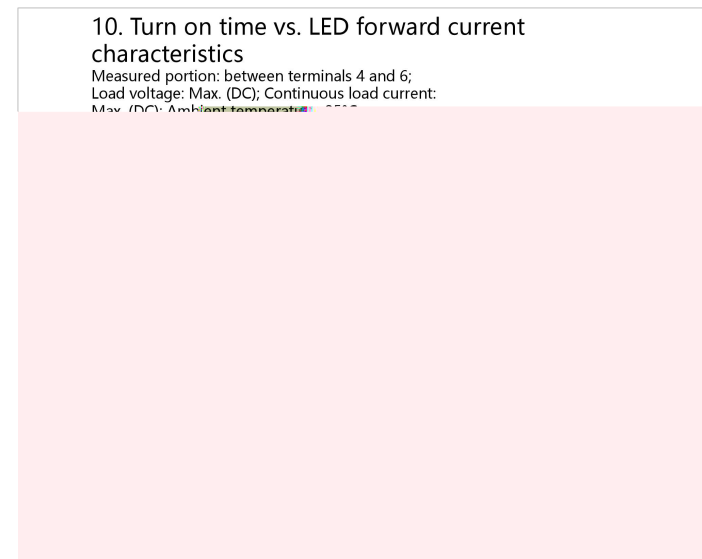 10. Turn on time vs. LED forward current
characteristics
Measured portion: between terminals 4 and 6;
Load voltage: Max. (DC); Continuous load current:
Max. (DC); Ambient temperature